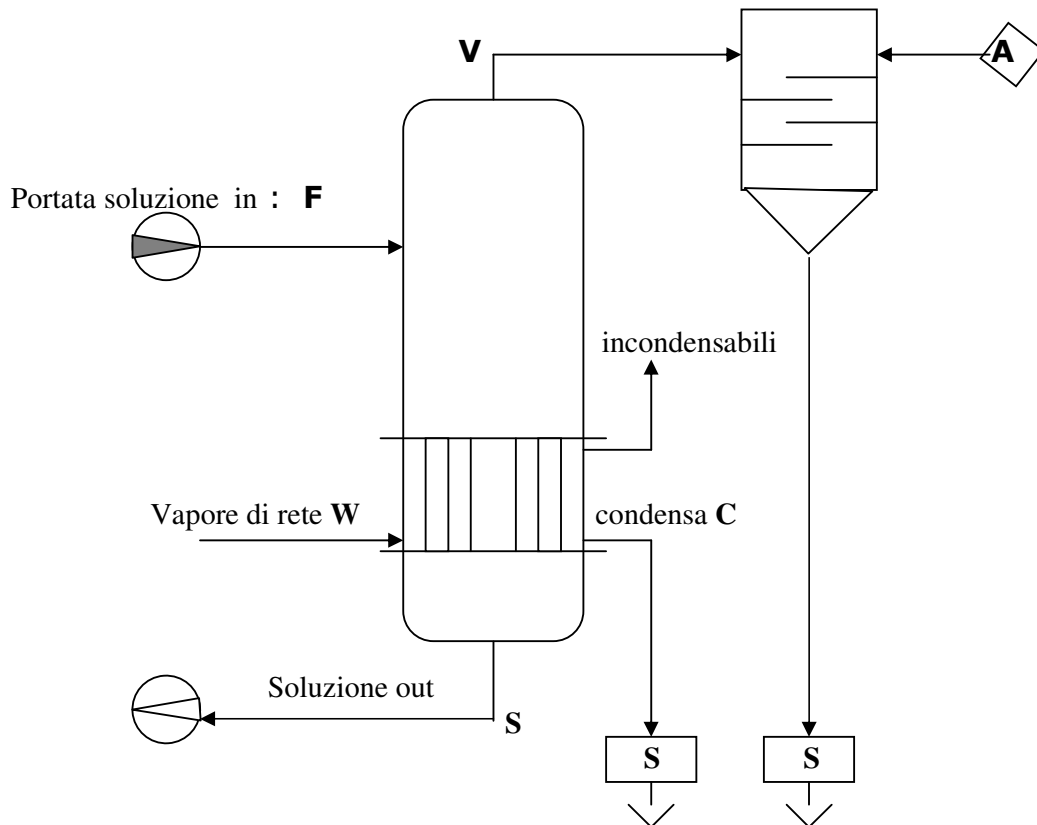 V
A
Portata soluzione in : F
incondensabili
Vapore di rete W
condensa C
Soluzione out
S
S
S